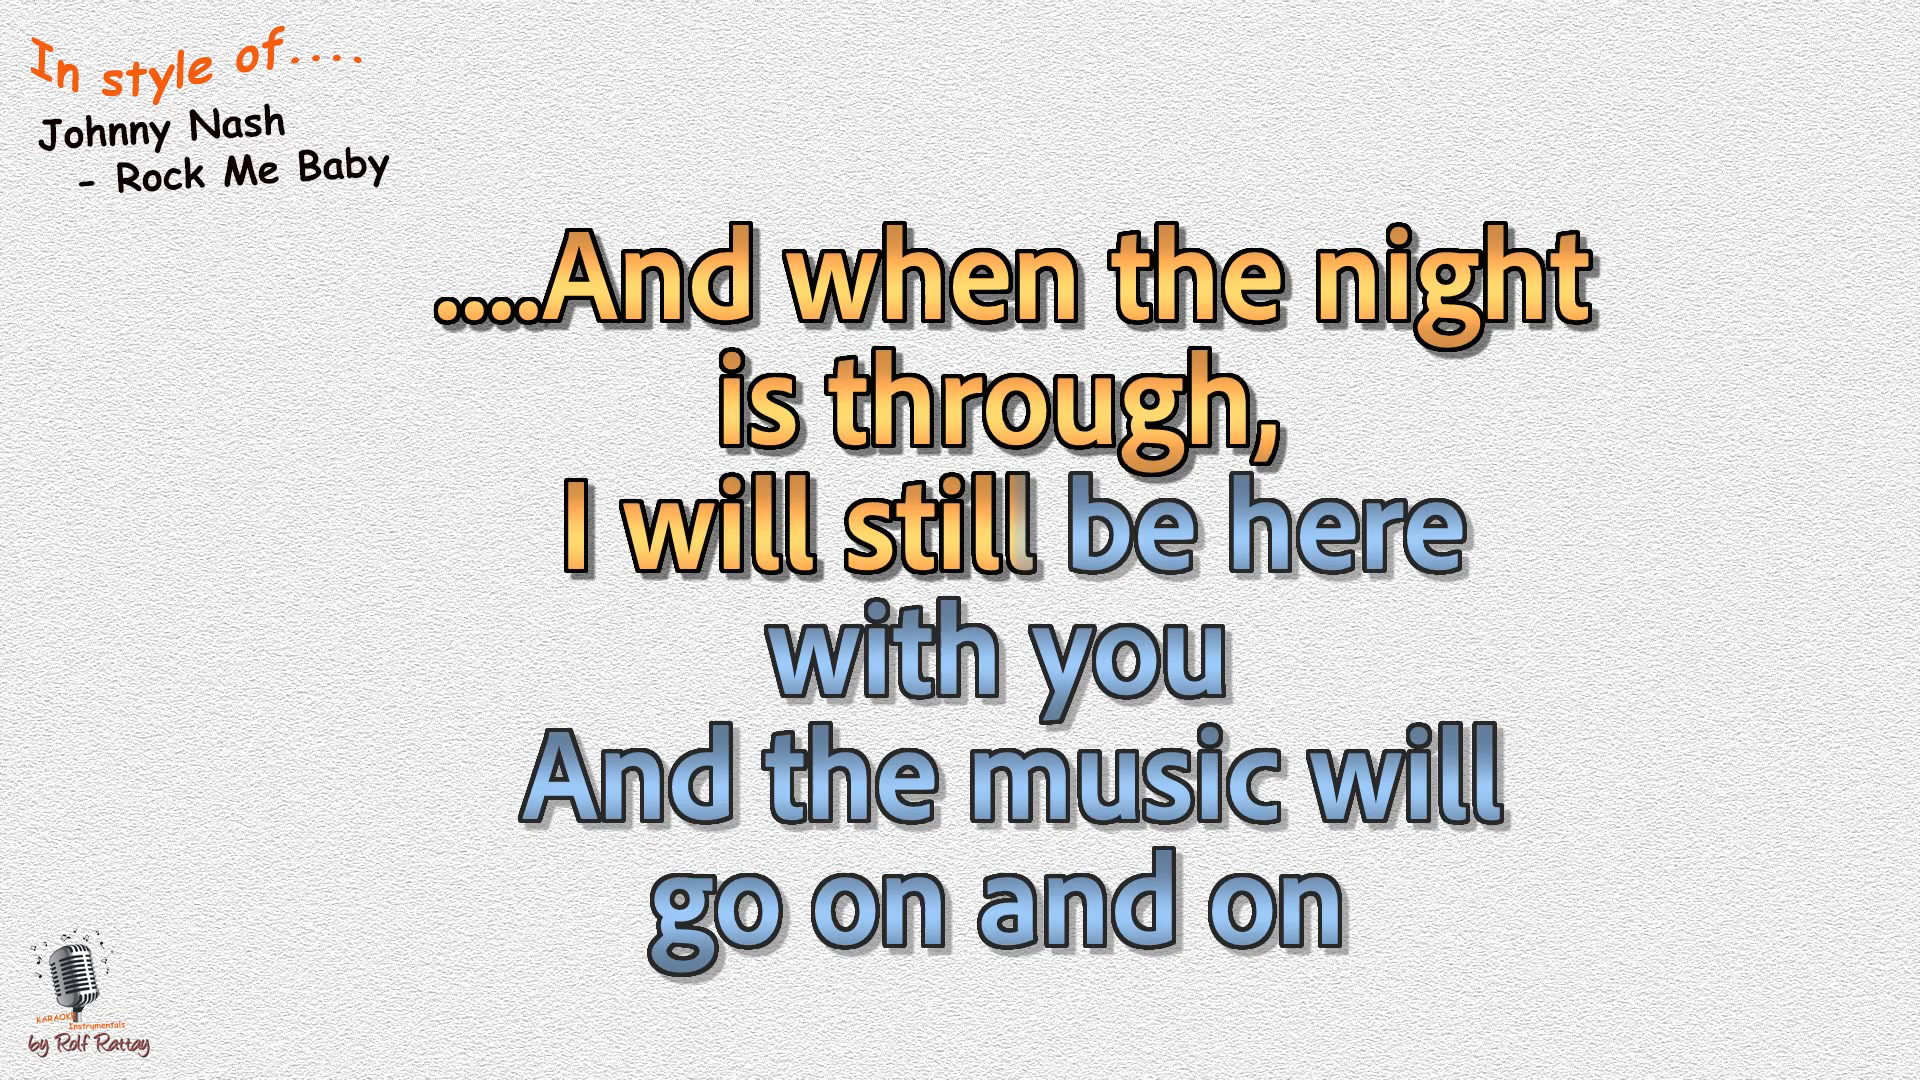 In style of....
Johnny Nash
- Rock Me Baby
....And when the night
is through,
I will still be here
with you
And the music will
go on and on
KARAOKE
Instrumentals
by Rolf Rattay